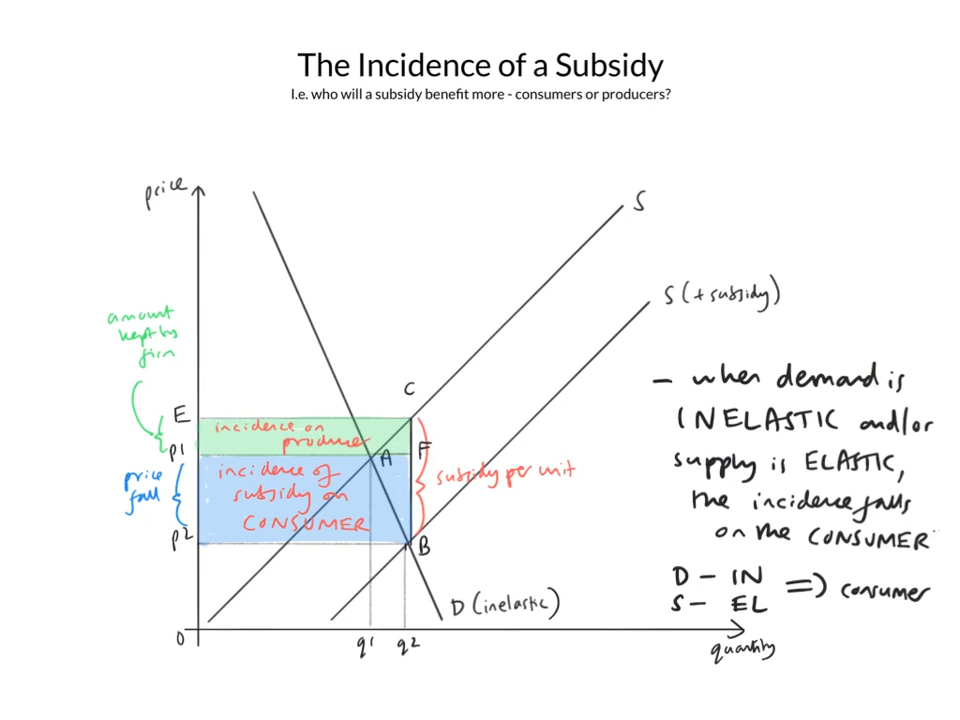 The Incidence of a Subsidy
I.e. who will a subsidy benefit more - consumers or producers?
price
S
S (+ subsidy)
amount
kept by
firm
C
E
incidence on
producer
P1
A
F
price
fall
incidence of
subsidy on
CONSUMER
subsidy per unit
P2
B
D (inelastic)
0
q1
q2
quantity
- when demand is
INELASTIC and/or
supply is ELASTIC,
the incidence falls
on the CONSUMER
D - IN
S - EL
=> consumer